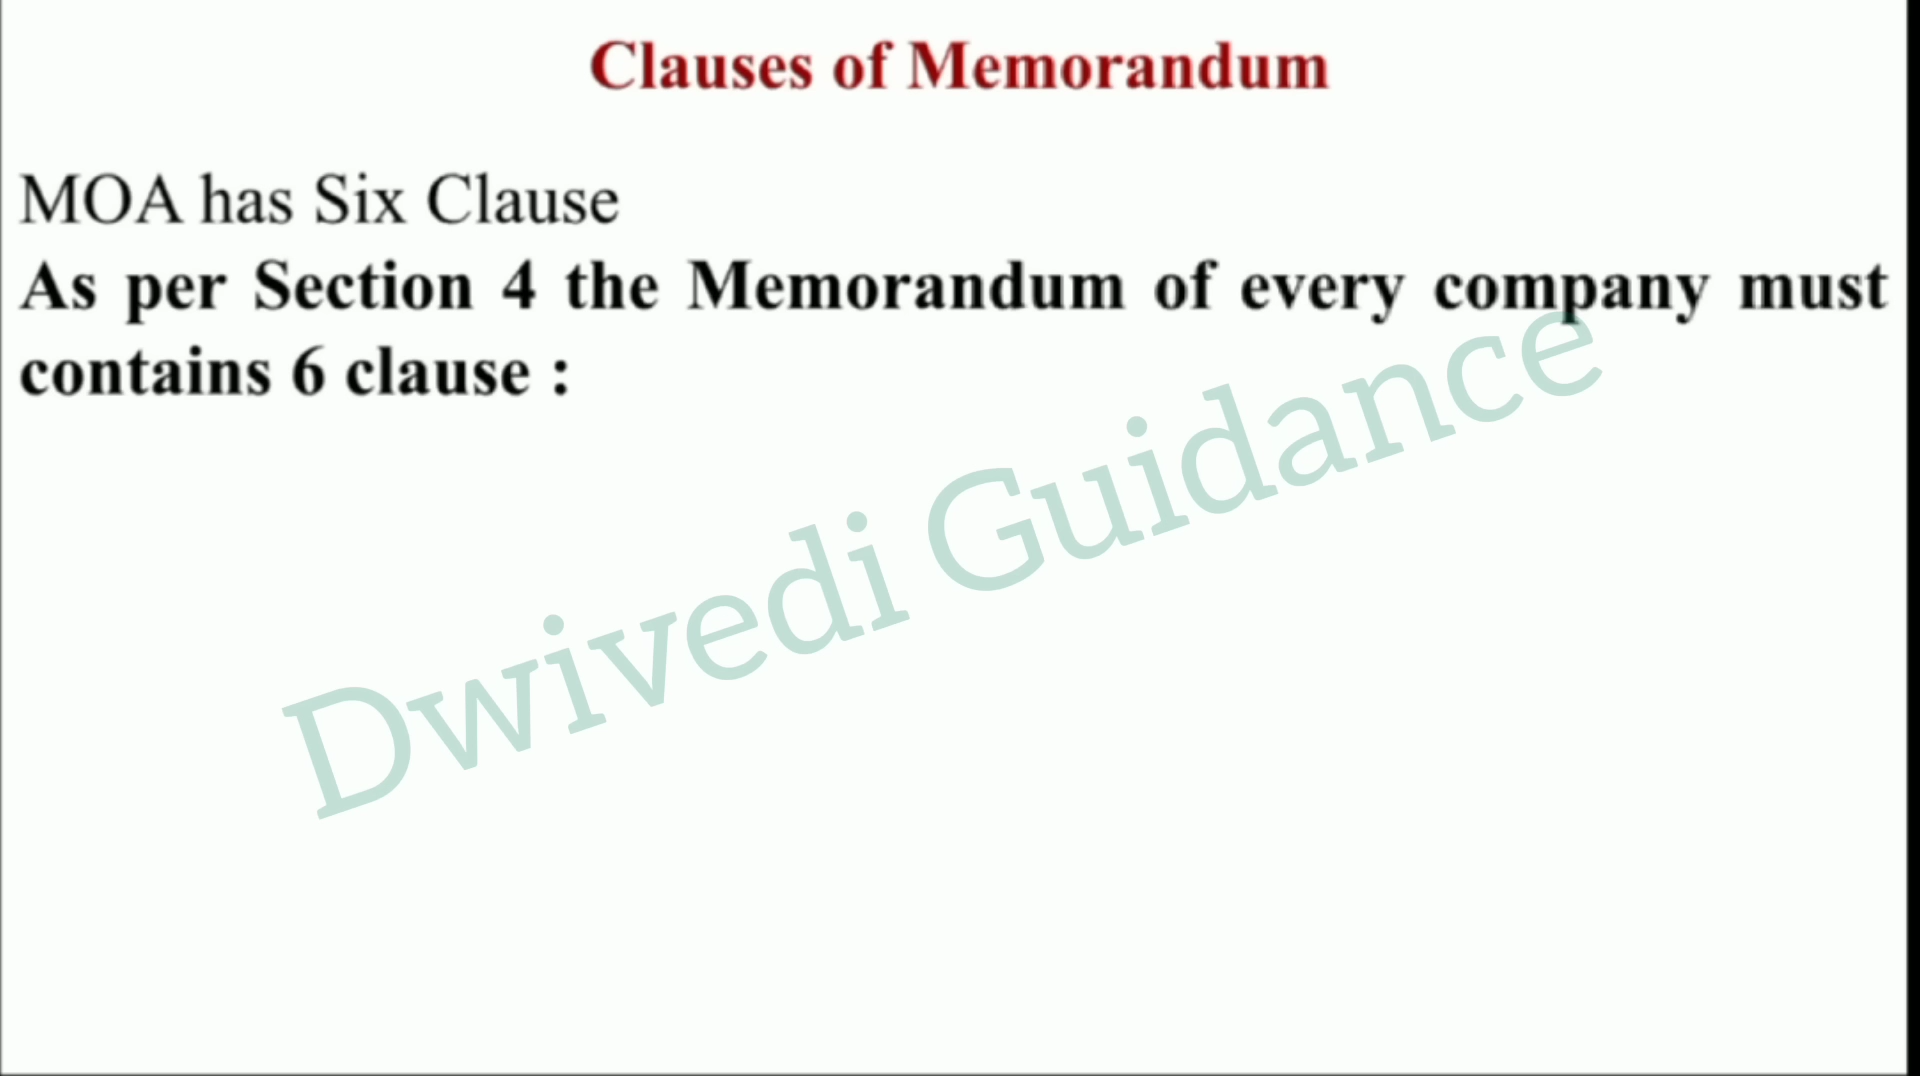 Clauses of Memorandum
MOA has Six Clause
As per Section 4 the Memorandum of every company must
contains 6 clause :
Dwivedi Guidance